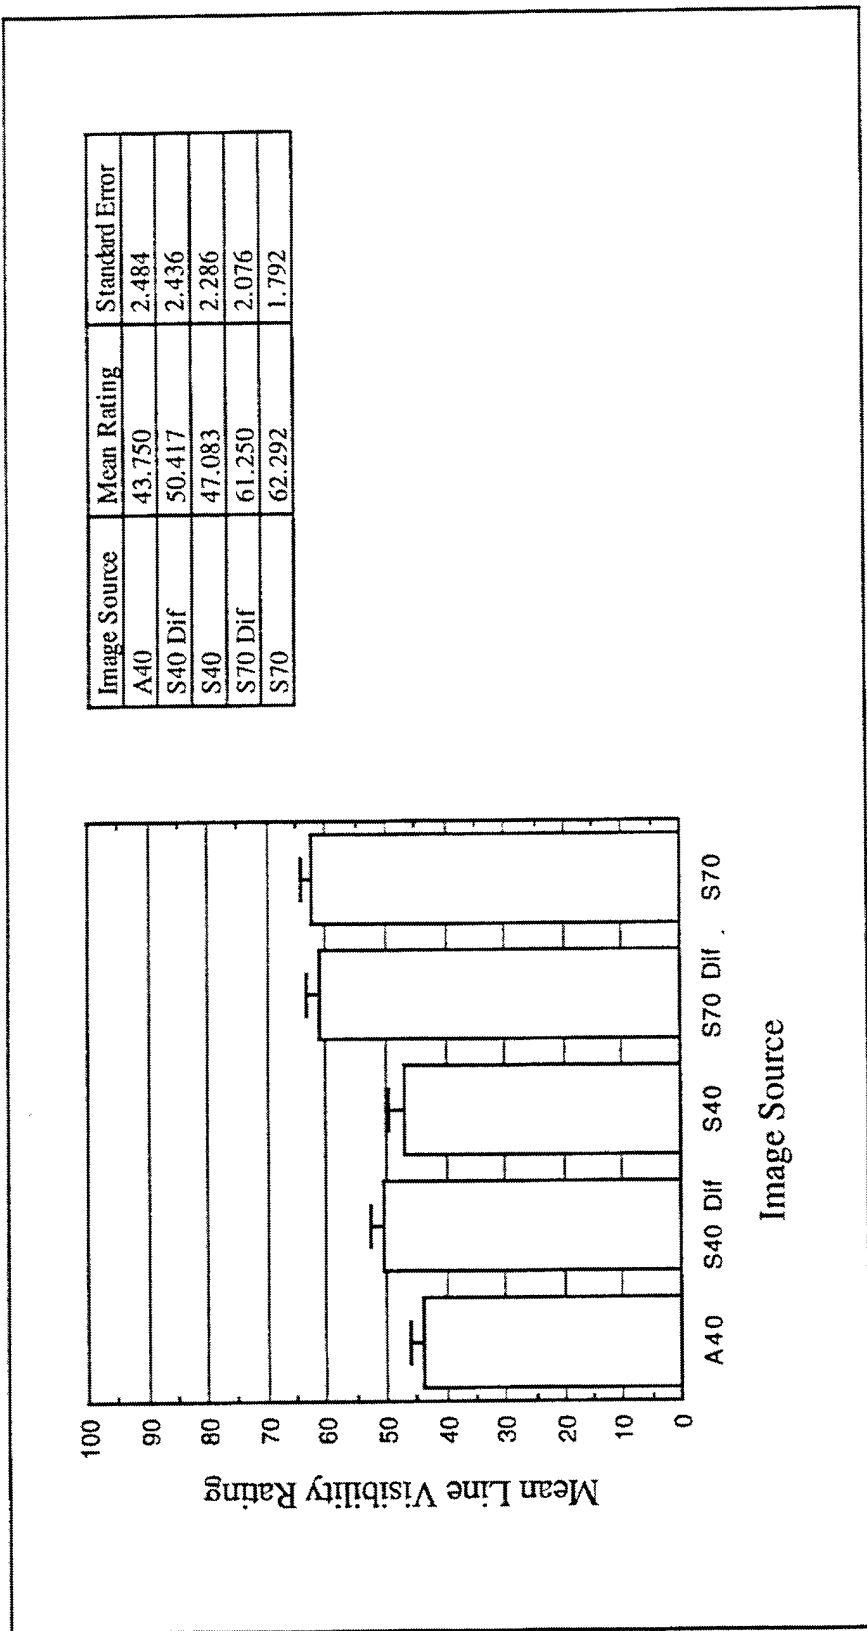 Mean Line Visibility Rating
100
90
80
70
60
50
40
30
20
10
0
A40 S40 Dif S40 S70 Dif S70
Image Source
Image Source Mean Rating Standard Error
A40 43.750 2.484
S40 Dif 50.417 2.436
S40 47.083 2.286
S70 Dif 61.250 2.076
S70 62.292 1.792